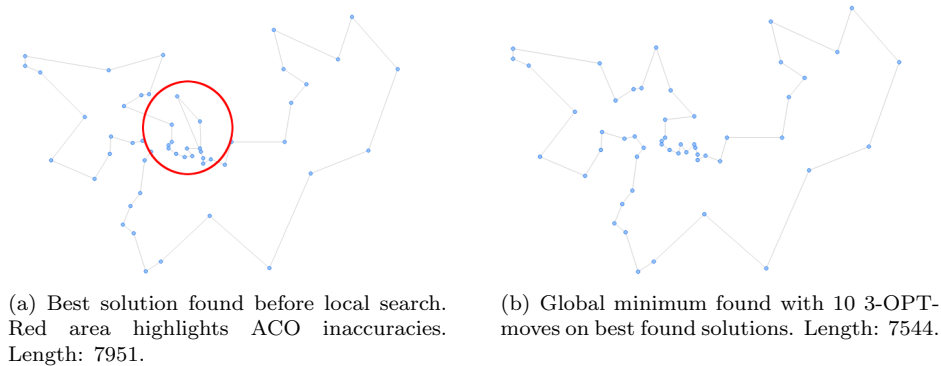 (a) Best solution found before local search.
Red area highlights ACO inaccuracies.
Length: 7951.
(b) Global minimum found with 10 3-OPT-
moves on best found solutions. Length: 7544.